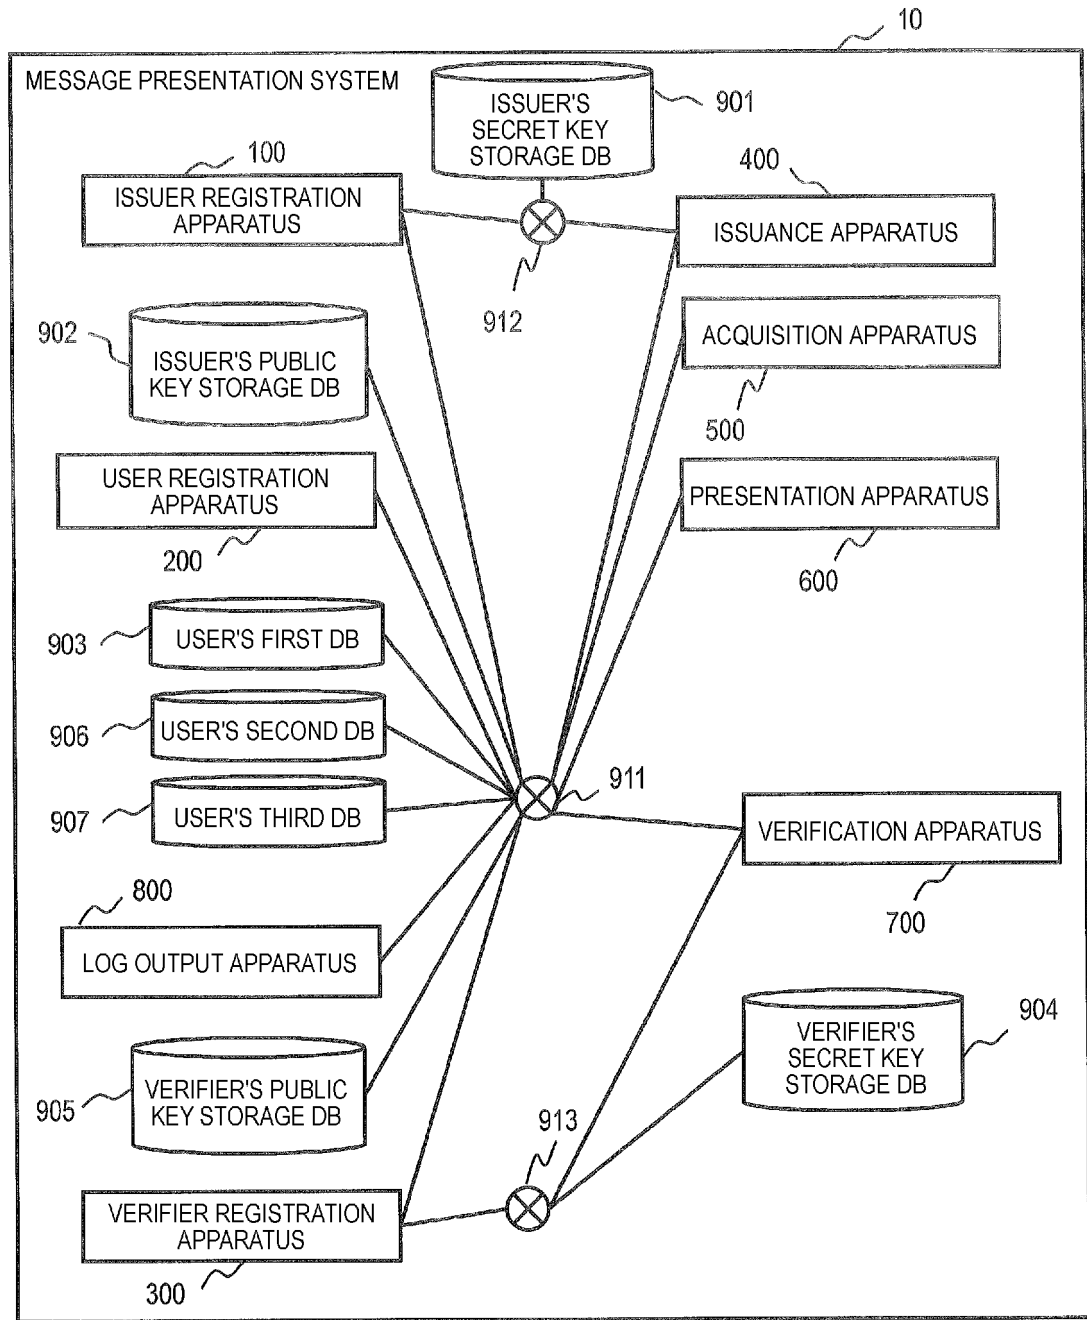 10
MESSAGE PRESENTATION SYSTEM
ISSUER'S
SECRET KEY
STORAGE DB
901
100
ISSUER REGISTRATION
APPARATUS
912
400
ISSUANCE APPARATUS
902
ISSUER'S PUBLIC
KEY STORAGE DB
ACQUISITION APPARATUS
500
USER REGISTRATION
APPARATUS
200
PRESENTATION APPARATUS
600
903
USER'S FIRST DB
906
USER'S SECOND DB
907
USER'S THIRD DB
911
VERIFICATION APPARATUS
700
800
LOG OUTPUT APPARATUS
VERIFIER'S
SECRET KEY
STORAGE DB
904
905
VERIFIER'S PUBLIC
KEY STORAGE DB
913
VERIFIER REGISTRATION
APPARATUS
300